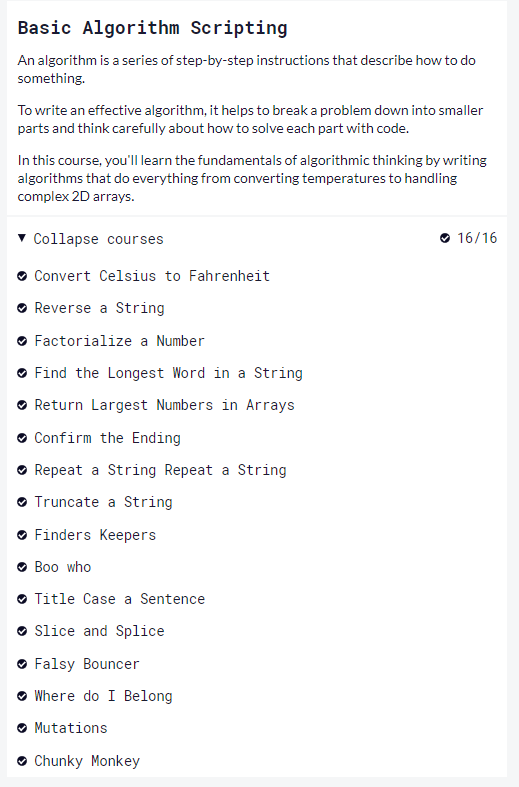 Basic Algorithm Scripting
An algorithm is a series of step-by-step instructions that describe how to do
something.
To write an effective algorithm, it helps to break a problem down into smaller
parts and think carefully about how to solve each part with code.
In this course, you'll learn the fundamentals of algorithmic thinking by writing
algorithms that do everything from converting temperatures to handling
complex 2D arrays.
Collapse courses 16/16
Convert Celsius to Fahrenheit
Reverse a String
Factorialize a Number
Find the Longest Word in a String
Return Largest Numbers in Arrays
Confirm the Ending
Repeat a String Repeat a String
Truncate a String
Finders Keepers
Boo who
Title Case a Sentence
Slice and Splice
Falsy Bouncer
Where do I Belong
Mutations
Chunky Monkey